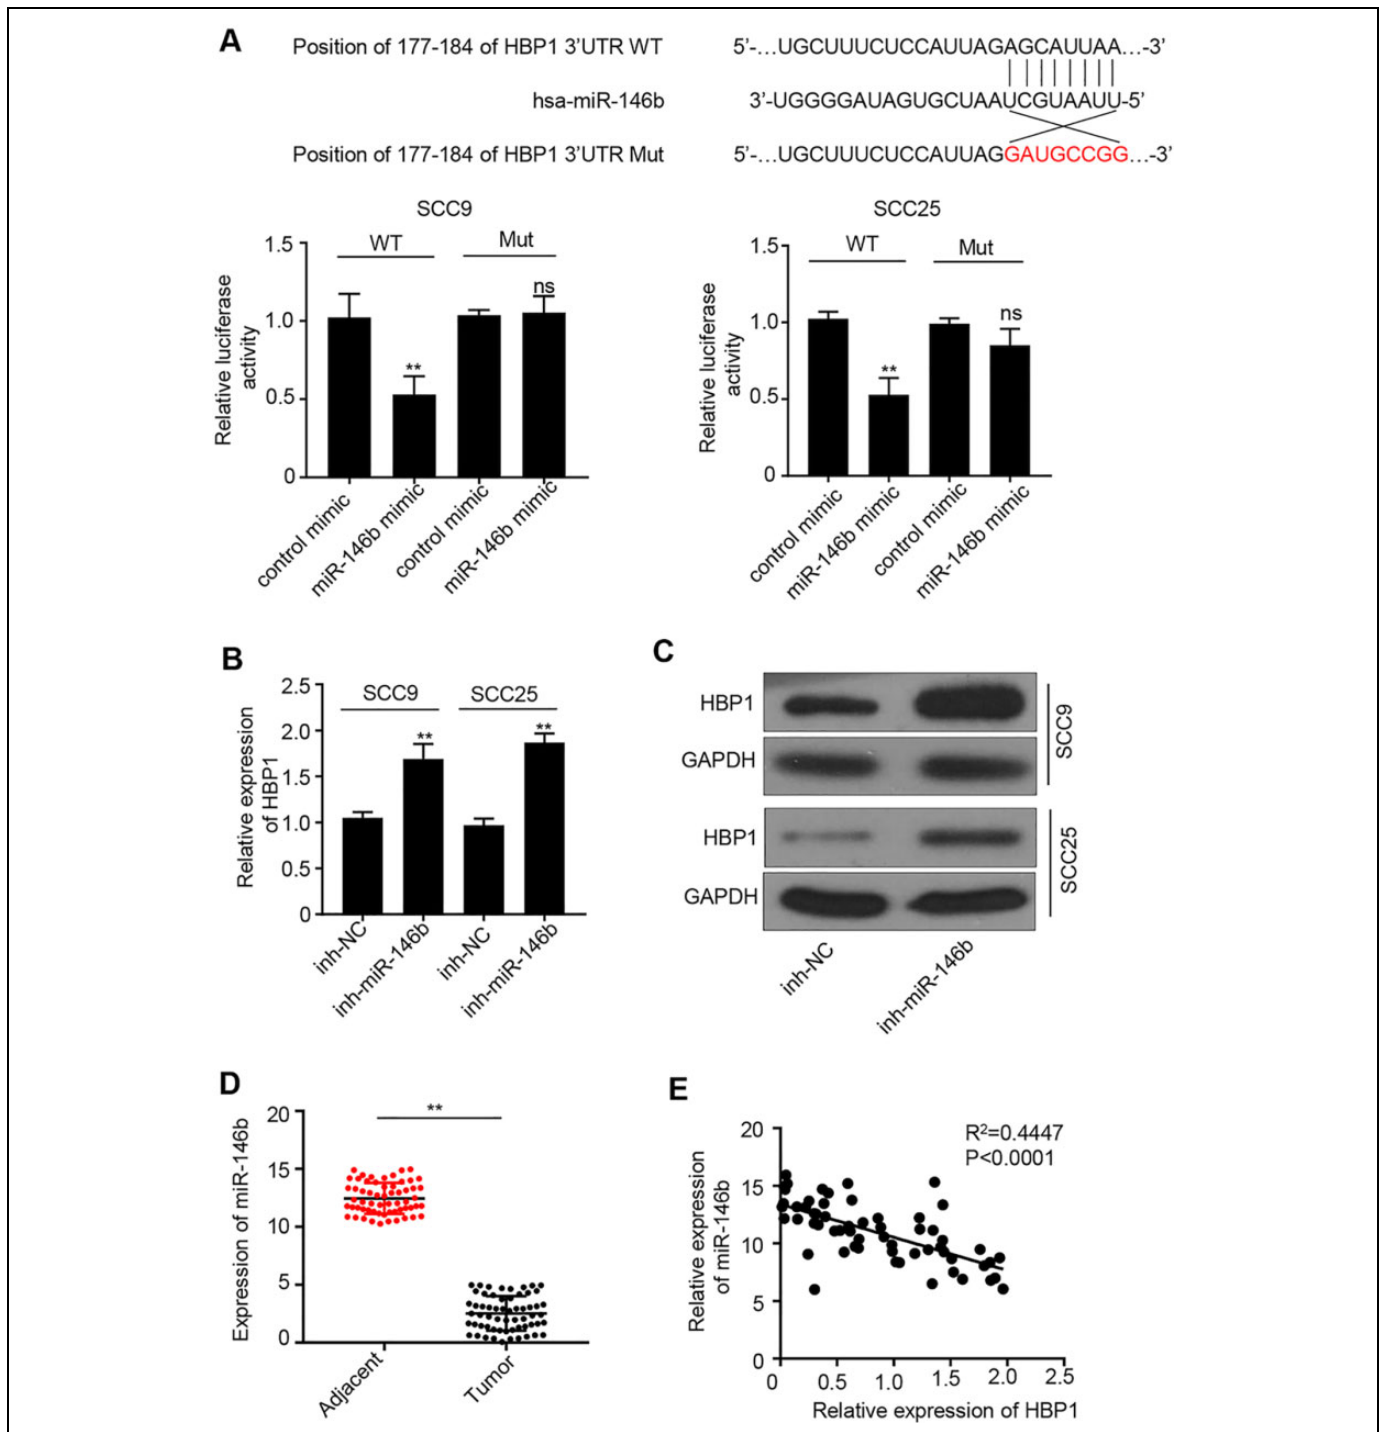 A
Position of 177-184 of HBP1 3’UTR WT 5’-...UGCUUUCUCCAUUAGAGCAUUAA...-3’
hsa-miR-146b 3’-UGGGGAUAGUGCUAAUCGUAAUU-5’
Position of 177-184 of HBP1 3’UTR Mut 5’-...UGCUUUCUCCAUUAGGAUGCCGG...-3’
SCC9
WT Mut
1.5
1.0
0.5
0
Relative luciferase
activity
**
ns
control mimic
miR-146b mimic
control mimic
miR-146b mimic
SCC25
WT Mut
1.5
1.0
0.5
0
Relative luciferase
activity
**
ns
control mimic
miR-146b mimic
control mimic
miR-146b mimic
B
SCC9 SCC25
2.5
2.0
1.5
1.0
0.5
0
Relative expression
of HBP1
**
**
inh-NC
inh-miR-146b
inh-NC
inh-miR-146b
C
HBP1
GAPDH
SCC9
HBP1
GAPDH
SCC25
inh-NC
inh-miR-146b
D
**
20
15
10
5
0
Expression of miR-146b
Adjacent
Tumor
E
R²=0.4447
P<0.0001
20
15
10
5
0
Relative expression
of miR-146b
0 0.5 1.0 1.5 2.0 2.5
Relative expression of HBP1